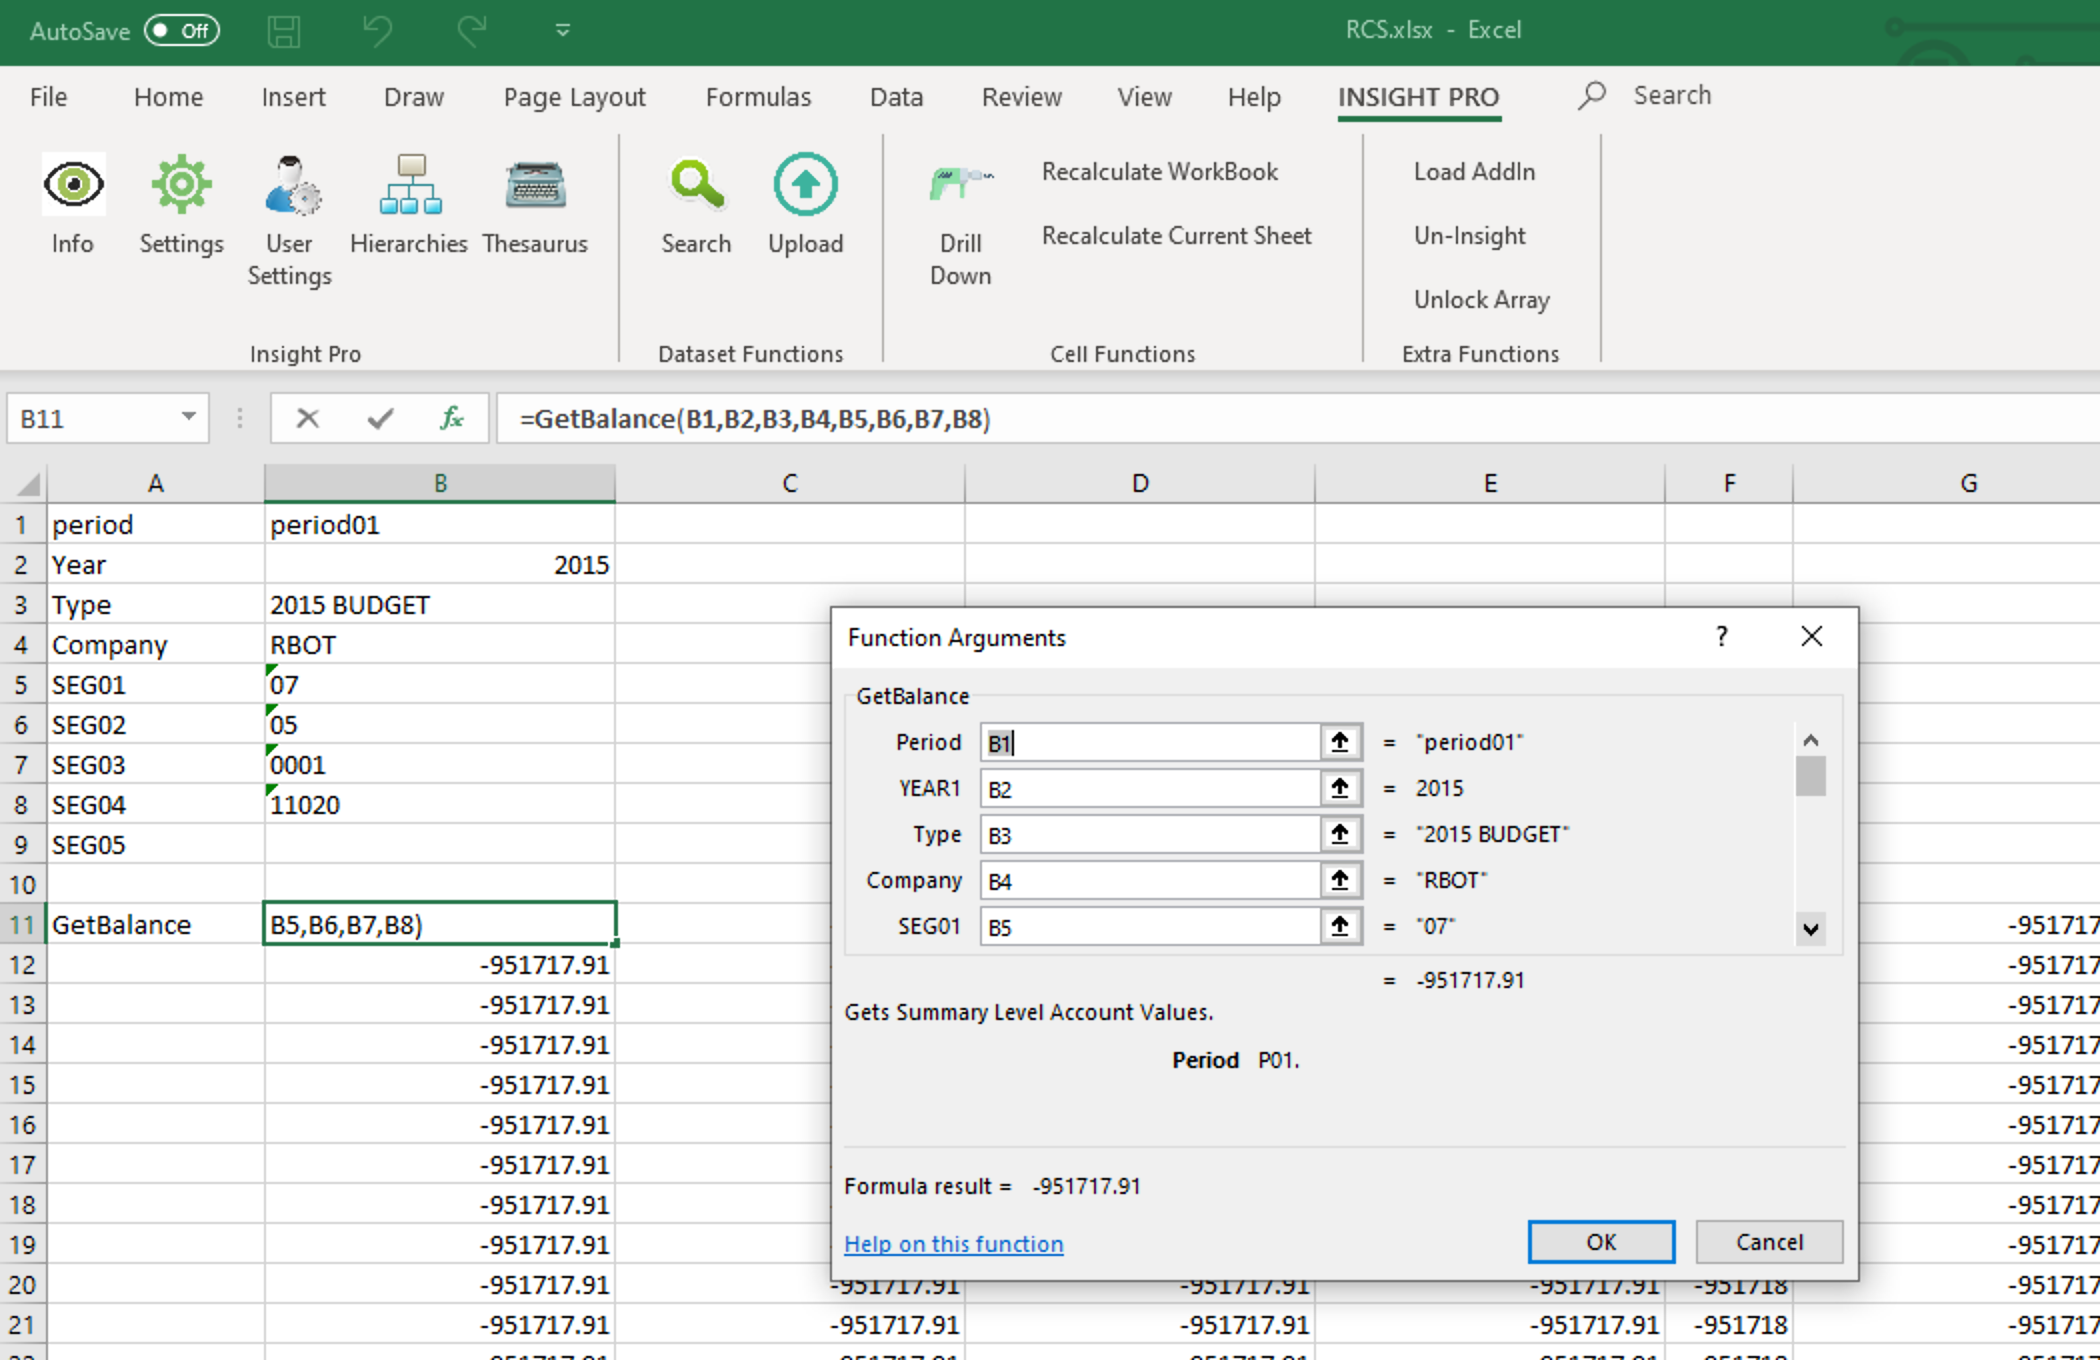 AutoSave Off RCS.xlsx - Excel
File Home Insert Draw Page Layout Formulas Data Review View Help INSIGHT PRO Search
Info Settings User Settings Hierarchies Thesaurus Search Upload Drill Down
Recalculate WorkBook Load AddIn
Recalculate Current Sheet Un-Insight
Unlock Array
Insight Pro Dataset Functions Cell Functions Extra Functions
B11 fx =GetBalance(B1,B2,B3,B4,B5,B6,B7,B8)
A B C D E F G
1 period period01
2 Year 2015
3 Type 2015 BUDGET
4 Company RBOT
5 SEG01 07
6 SEG02 05
7 SEG03 0001
8 SEG04 11020
9 SEG05
10
11 GetBalance B5,B6,B7,B8) -951717
12 -951717.91 -951717
13 -951717.91 -951717
14 -951717.91 -951717
15 -951717.91 -951717
16 -951717.91 -951717
17 -951717.91 -951717
18 -951717.91 -951717
19 -951717.91 -951717
20 -951717.91 -951717.91 -951717.91 -951717.91 -951718 -951717
21 -951717.91 -951717.91 -951717.91 -951717.91 -951718 -951717
Function Arguments ?
GetBalance
Period B1 = "period01"
YEAR1 B2 = 2015
Type B3 = "2015 BUDGET"
Company B4 = "RBOT"
SEG01 B5 = "07"
= -951717.91
Gets Summary Level Account Values.
Period P01.
Formula result = -951717.91
Help on this function OK Cancel